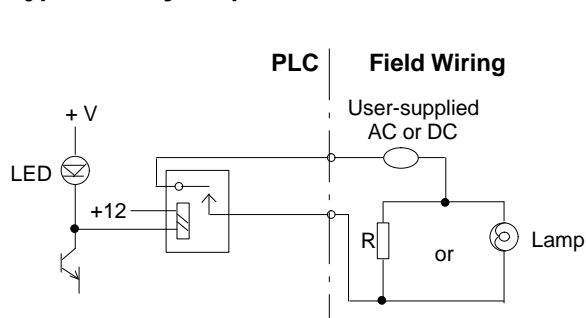 PLC
Field Wiring
User-supplied
AC or DC
+ V
LED
+12
R
or
Lamp